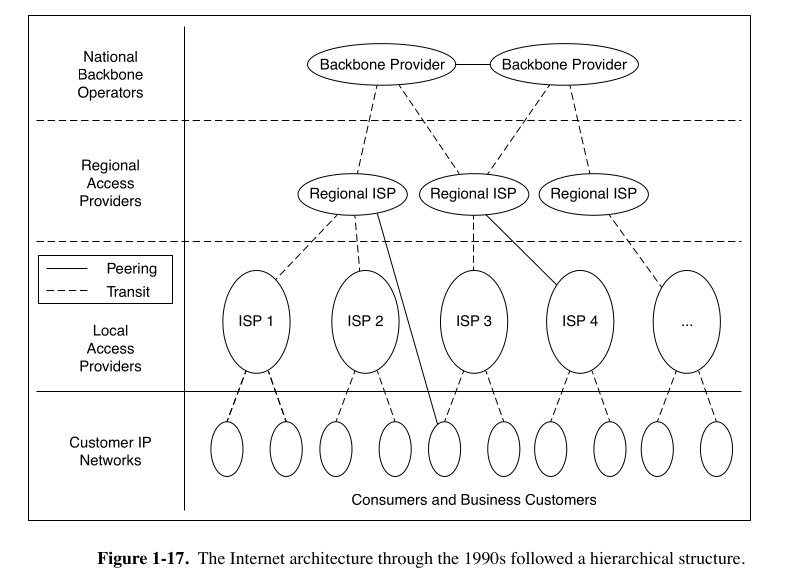 National
Backbone
Operators
Backbone Provider
Backbone Provider
Regional
Access
Providers
Regional ISP
Regional ISP
Regional ISP
Peering
Transit
Local
Access
Providers
ISP 1
ISP 2
ISP 3
ISP 4
...
Customer IP
Networks
Consumers and Business Customers
Figure 1-17. The Internet architecture through the 1990s followed a hierarchical structure.